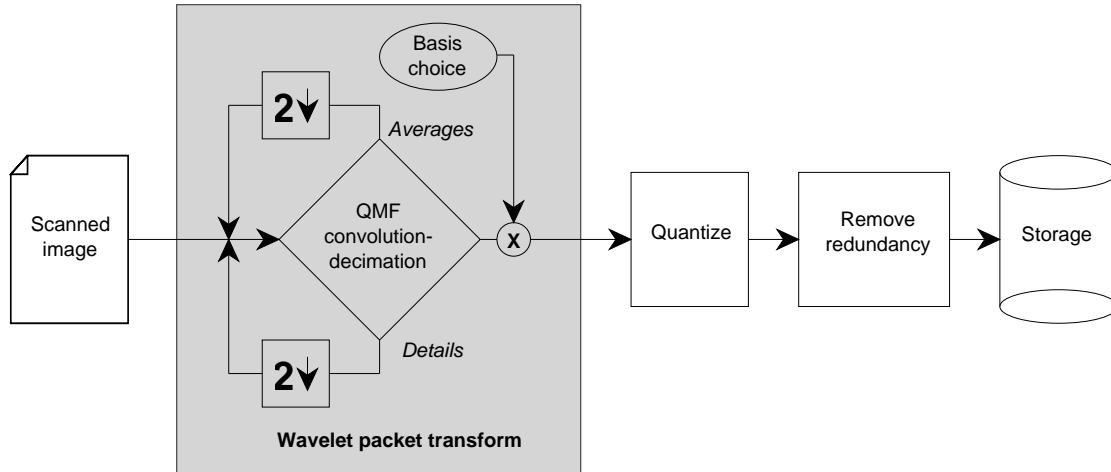 Basis
choice
2
Averages
Scanned
image
QMF
convolution-
decimation
X
Quantize
Remove
redundancy
Storage
2
Details
Wavelet packet transform